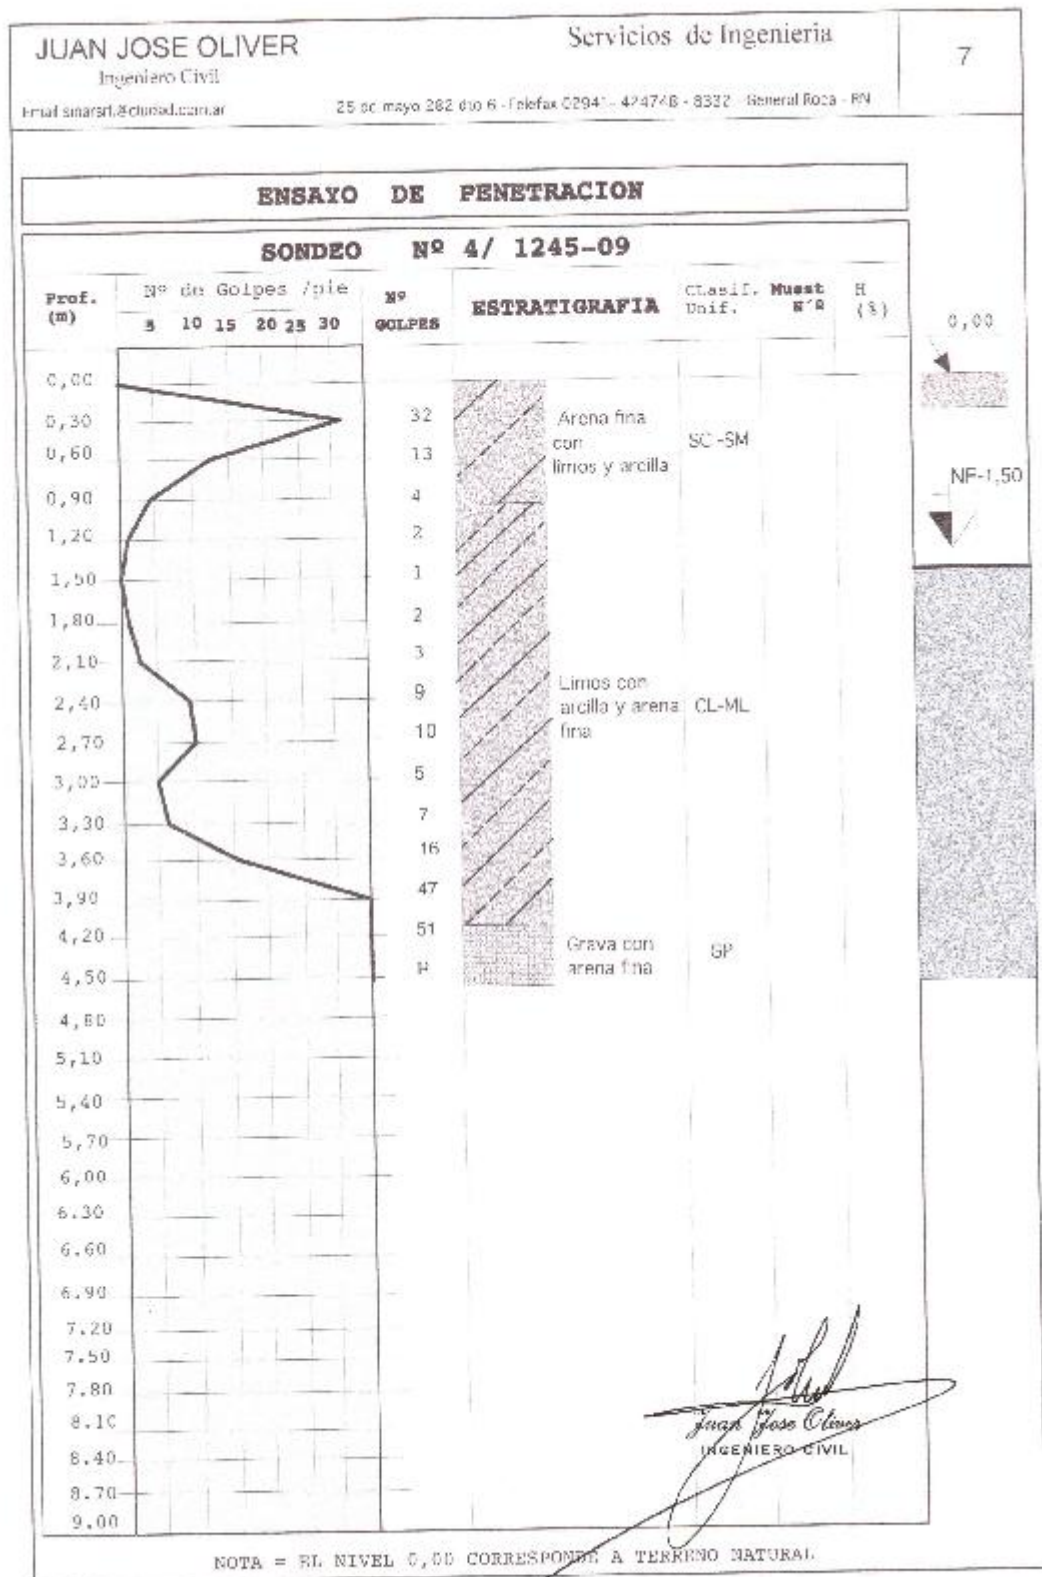 JUAN JOSE OLIVER
Ingeniero Civil
Servicios de Ingenieria
7
25 de mayo 282 dto 6 - Telefax 02941- 424748 - 8332 - General Roca - RN
ENSAYO DE PENETRACION
SONDEO Nº 4/ 1245-09
Prof. (m)
Nº de Golpes /pie
5 10 15 20 25 30
Nº GOLPES
ESTRATIGRAFIA
Clasif. Unif.
Muest N°
H (%)
0,00
0,00
0,30 32
0,60 13
0,90 4
1,20 2
1,50 1
1,80 2
2,10 3
2,40 9
2,70 10
3,00 5
3,30 7
3,60 16
3,90 47
4,20 51
4,50
4,80
5,10
5,40
5,70
6,00
6.30
6.60
6.90
7.20
7.50
7.80
8.10
8.40
8.70
9.00
Arena fina
con
limos y arcilla
SC-SM
Limos con
arcilla y arena
fina
CL-ML
Grava con
arena fina
GP
NF-1,50
Juan Jose Oliver
INGENIERO CIVIL
NOTA = EL NIVEL 0,00 CORRESPONDE A TERRENO NATURAL